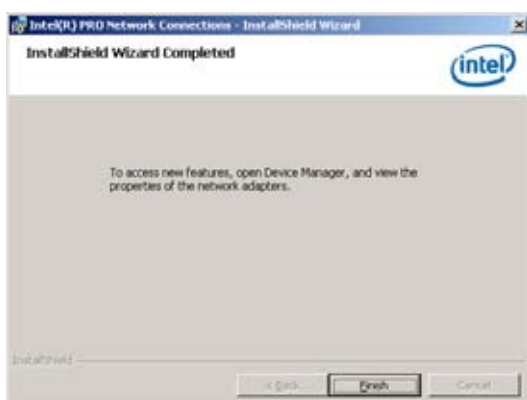 Intel(R) PRO Network Connections - InstallShield Wizard
InstallShield Wizard Completed
intel
To access new features, open Device Manager, and view the
properties of the network adapters.
InstallShield
< Back
Finish
Cancel